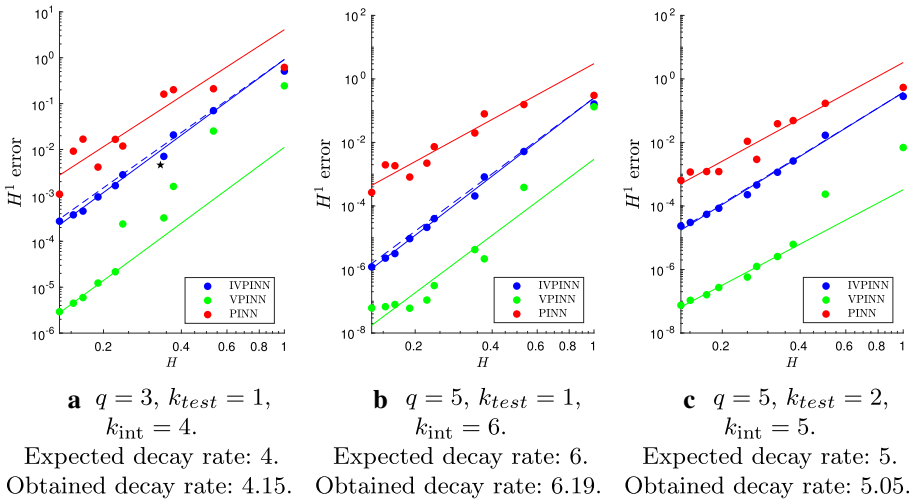 10^1
10^0
10^-1
10^-2
10^-3
10^-4
10^-5
10^-6
H^1 error
0.2 0.4 0.6 0.8 1
H
IVPINN
VPINN
PINN
a q = 3, k_test = 1,
k_int = 4.
Expected decay rate: 4.
Obtained decay rate: 4.15.
10^2
10^0
10^-2
10^-4
10^-6
10^-8
H^1 error
0.2 0.4 0.6 0.8 1
H
IVPINN
VPINN
PINN
b q = 5, k_test = 1,
k_int = 6.
Expected decay rate: 6.
Obtained decay rate: 6.19.
10^2
10^0
10^-2
10^-4
10^-6
10^-8
H^1 error
0.2 0.4 0.6 0.8 1
H
IVPINN
VPINN
PINN
c q = 5, k_test = 2,
k_int = 5.
Expected decay rate: 5.
Obtained decay rate: 5.05.